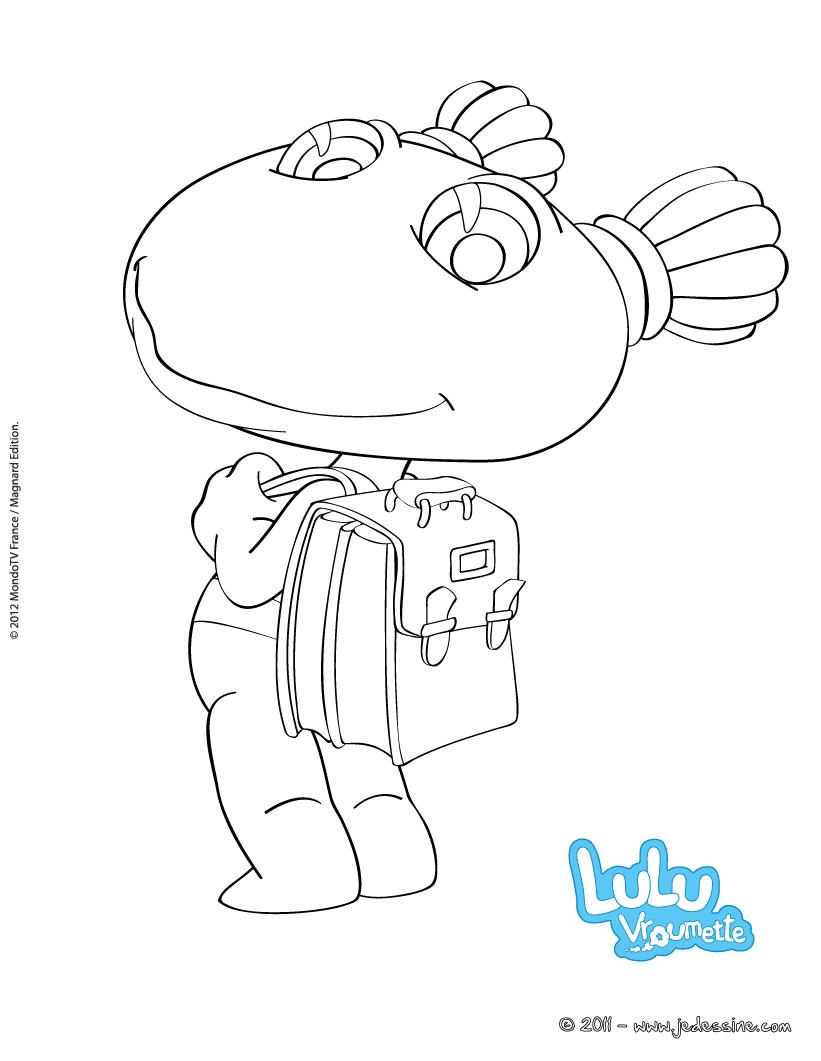 © 2012 MondoTV France / Magnard Edition.
LuLu
Vroumette
© 2011 - www.jedessine.com